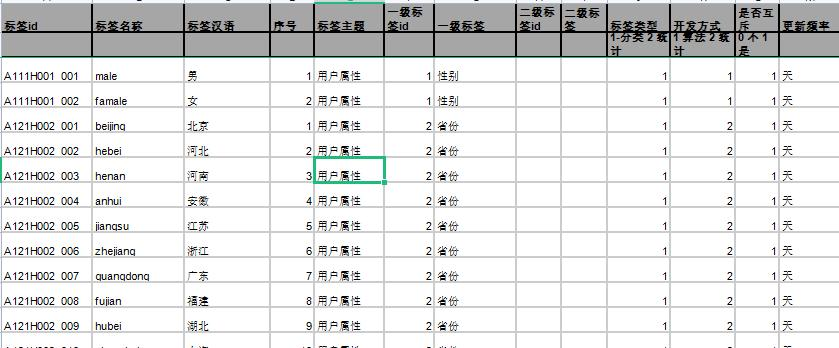 标签id 标签名称 标签汉语 序号 标签主题 一级标签id 一级标签 二级标签id 二级标签 标签类型 开发方式 是否互斥 更新频率
1-分类 2 统计 1 算法 2 统计 0 不 1 是
A111H001_001 male 男 1 用户属性 1 性别 1 1 1 天
A111H001_002 famale 女 2 用户属性 1 性别 1 1 1 天
A121H002_001 beijing 北京 1 用户属性 2 省份 1 2 1 天
A121H002_002 hebei 河北 2 用户属性 2 省份 1 2 1 天
A121H002_003 henan 河南 3 用户属性 2 省份 1 2 1 天
A121H002_004 anhui 安徽 4 用户属性 2 省份 1 2 1 天
A121H002_005 jiangsu 江苏 5 用户属性 2 省份 1 2 1 天
A121H002_006 zhejiang 浙江 6 用户属性 2 省份 1 2 1 天
A121H002_007 guangdong 广东 7 用户属性 2 省份 1 2 1 天
A121H002_008 fujian 福建 8 用户属性 2 省份 1 2 1 天
A121H002_009 hubei 湖北 9 用户属性 2 省份 1 2 1 天